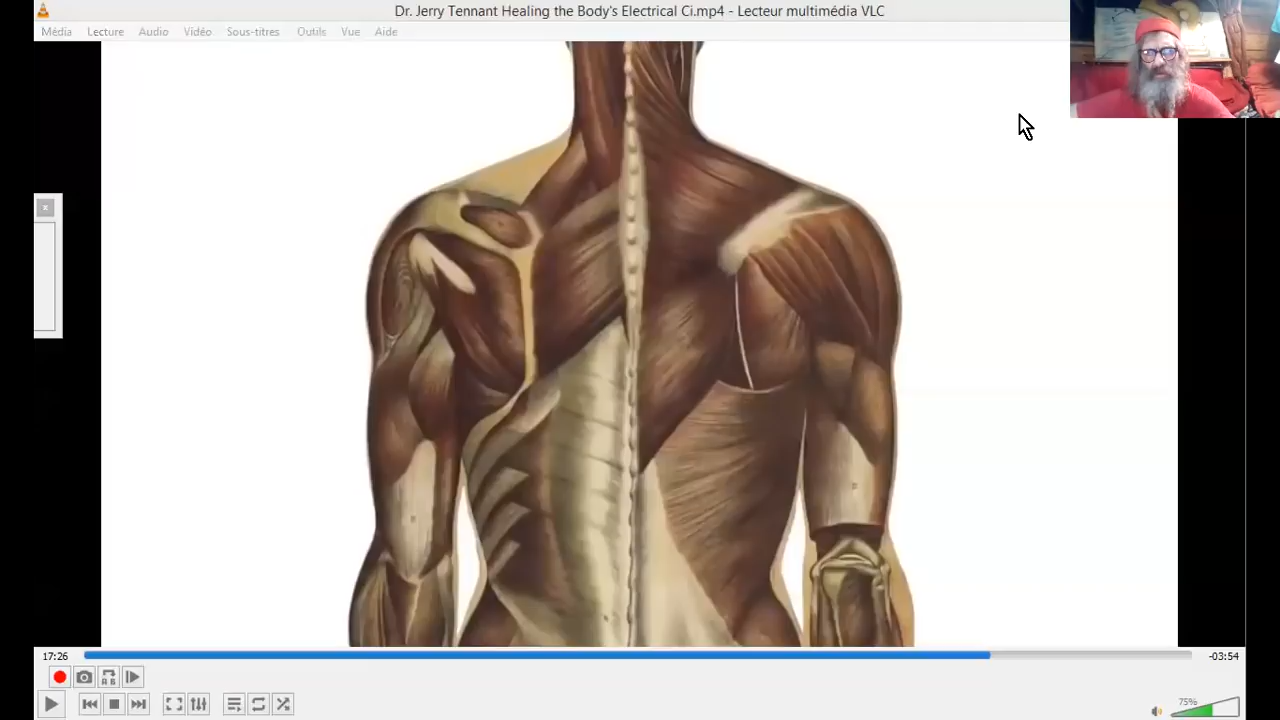 Dr. Jerry Tennant Healing the Body's Electrical Ci.mp4 - Lecteur multimédia VLC
Média Lecture Audio Vidéo Sous-titres Outils Vue Aide
x
17:26 -03:54
A B
75%